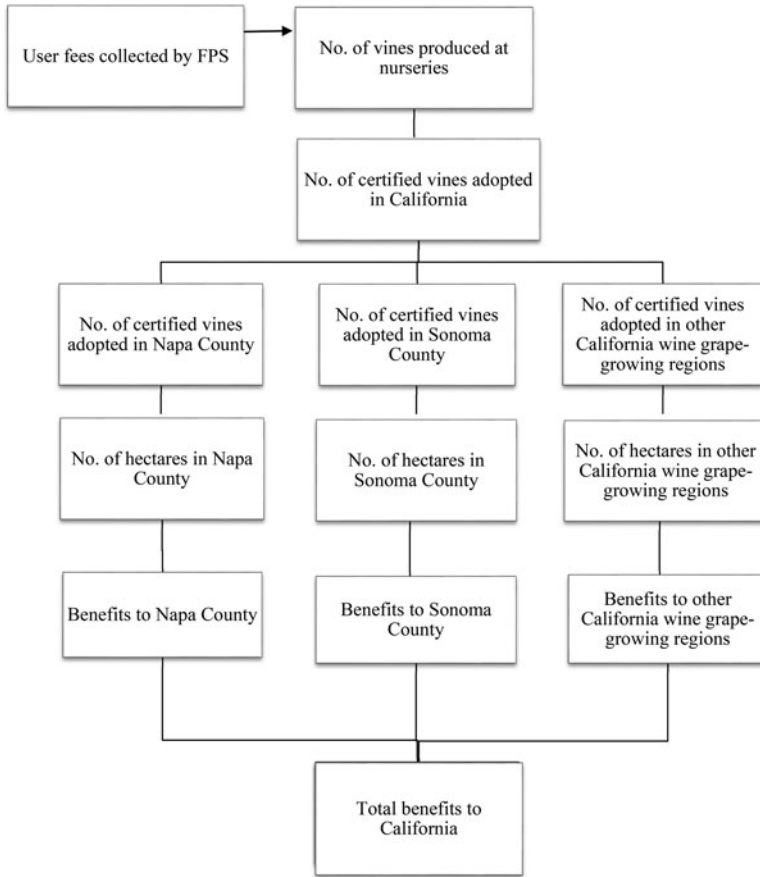 User fees collected by FPS
No. of vines produced at
nurseries
No. of certified vines adopted
in California
No. of certified vines
adopted in Napa County
No. of certified vines
adopted in Sonoma
County
No. of certified vines
adopted in other
California wine grape-
growing regions
No. of hectares in Napa
County
No. of hectares in
Sonoma County
No. of hectares in other
California wine grape-
growing regions
Benefits to Napa County
Benefits to Sonoma
County
Benefits to other
California wine grape-
growing regions
Total benefits to
California